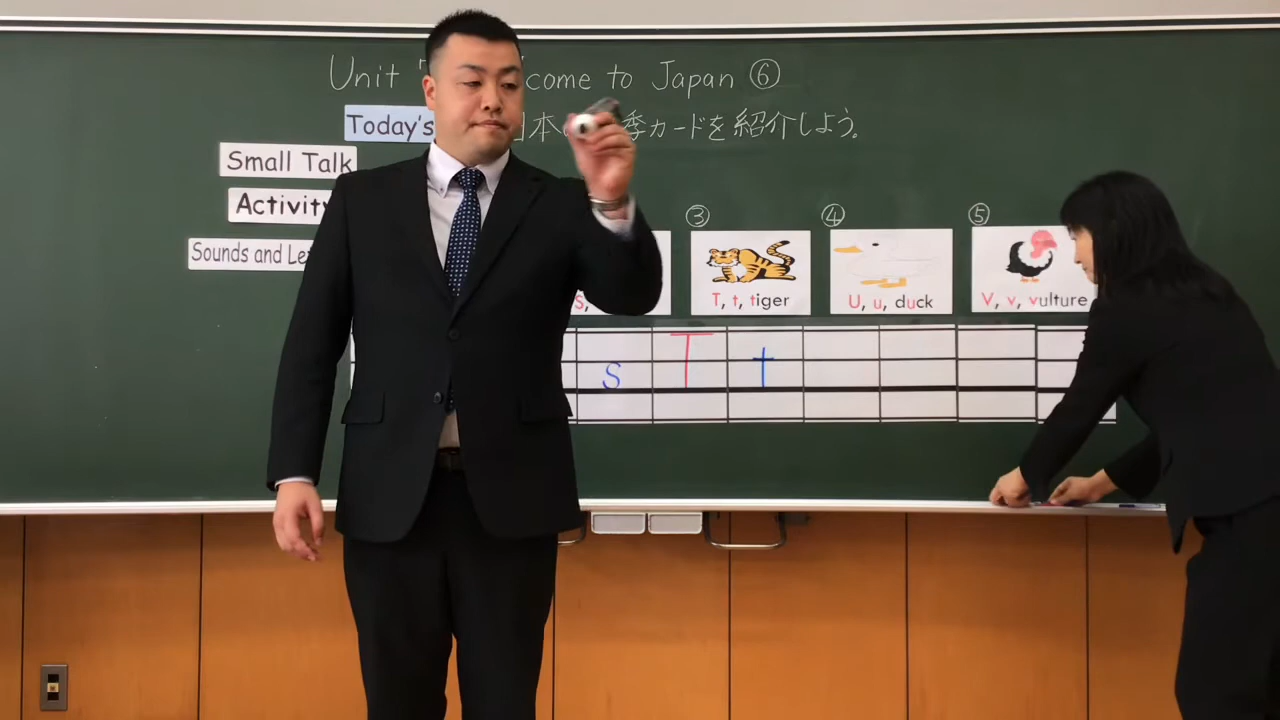 Unit come to Japan ⑥
Today's 日本 季カードを紹介しよう。
Small Talk
Activity
Sounds and
③ ④ ⑤
s,
T, t, tiger
U, u, duck
V, v, vulture
s T t